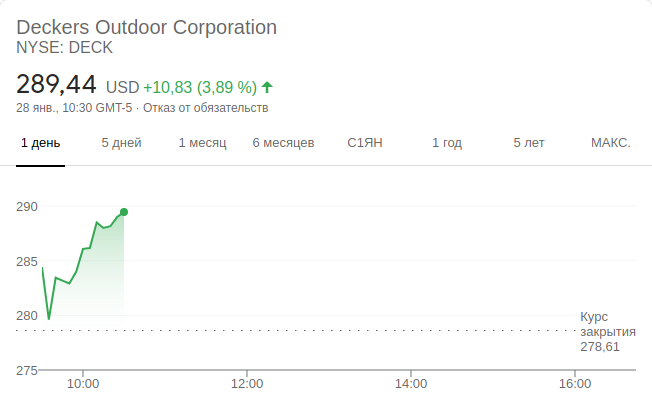 Deckers Outdoor Corporation
NYSE: DECK
289,44 USD +10,83 (3,89 %)
28 янв., 10:30 GMT-5 · Отказ от обязательств
1 день 5 дней 1 месяц 6 месяцев С1ЯН 1 год 5 лет МАКС.
290
285
280
Курс
закрытия
278,61
275
10:00 12:00 14:00 16:00